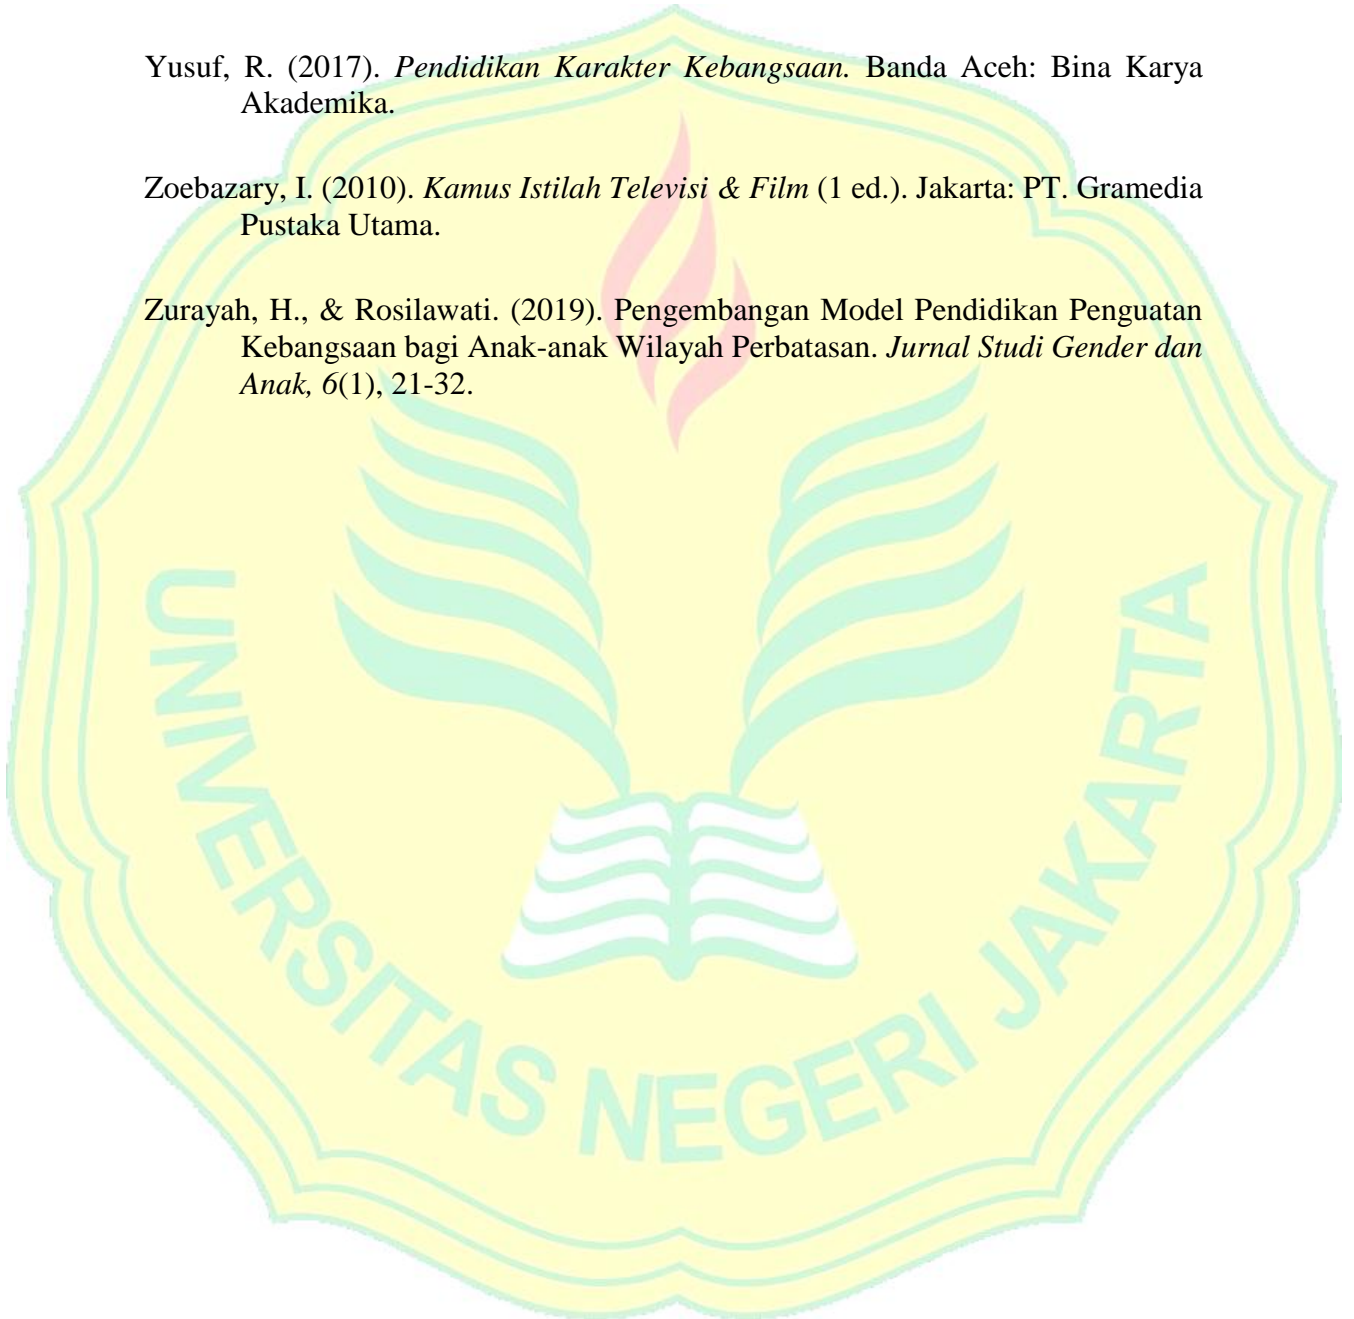 Yusuf, R. (2017). Pendidikan Karakter Kebangsaan. Banda Aceh: Bina Karya
Akademika.
Zoebazary, I. (2010). Kamus Istilah Televisi & Film (1 ed.). Jakarta: PT. Gramedia
Pustaka Utama.
Zurayah, H., & Rosilawati. (2019). Pengembangan Model Pendidikan Penguatan
Kebangsaan bagi Anak-anak Wilayah Perbatasan. Jurnal Studi Gender dan
Anak, 6(1), 21-32.
UNIVERSITAS NEGERI JAKARTA